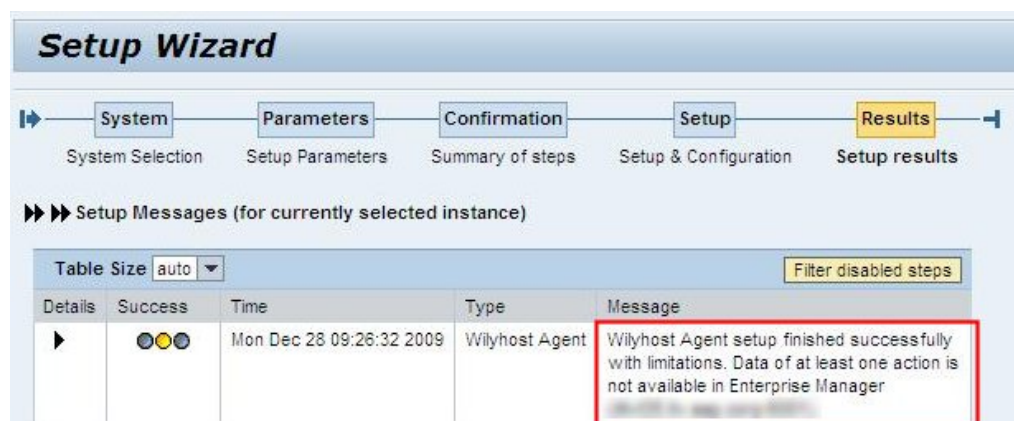 Setup Wizard
System Parameters Confirmation Setup Results
System Selection Setup Parameters Summary of steps Setup & Configuration Setup results
Setup Messages (for currently selected instance)
Table Size auto Filter disabled steps
Details Success Time Type Message
Mon Dec 28 09:26:32 2009 Wilyhost Agent Wilyhost Agent setup finished successfully
with limitations. Data of at least one action is
not available in Enterprise Manager